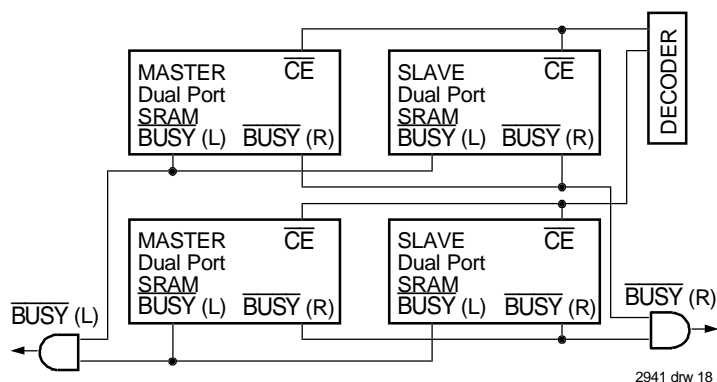 MASTER
Dual Port
SRAM
BUSY (L) BUSY (R)
CE
SLAVE
Dual Port
SRAM
BUSY (L) BUSY (R)
CE
DECODER
MASTER
Dual Port
SRAM
BUSY (L) BUSY (R)
CE
SLAVE
Dual Port
SRAM
BUSY (L) BUSY (R)
CE
BUSY (L)
BUSY (R)
2941 drw 18